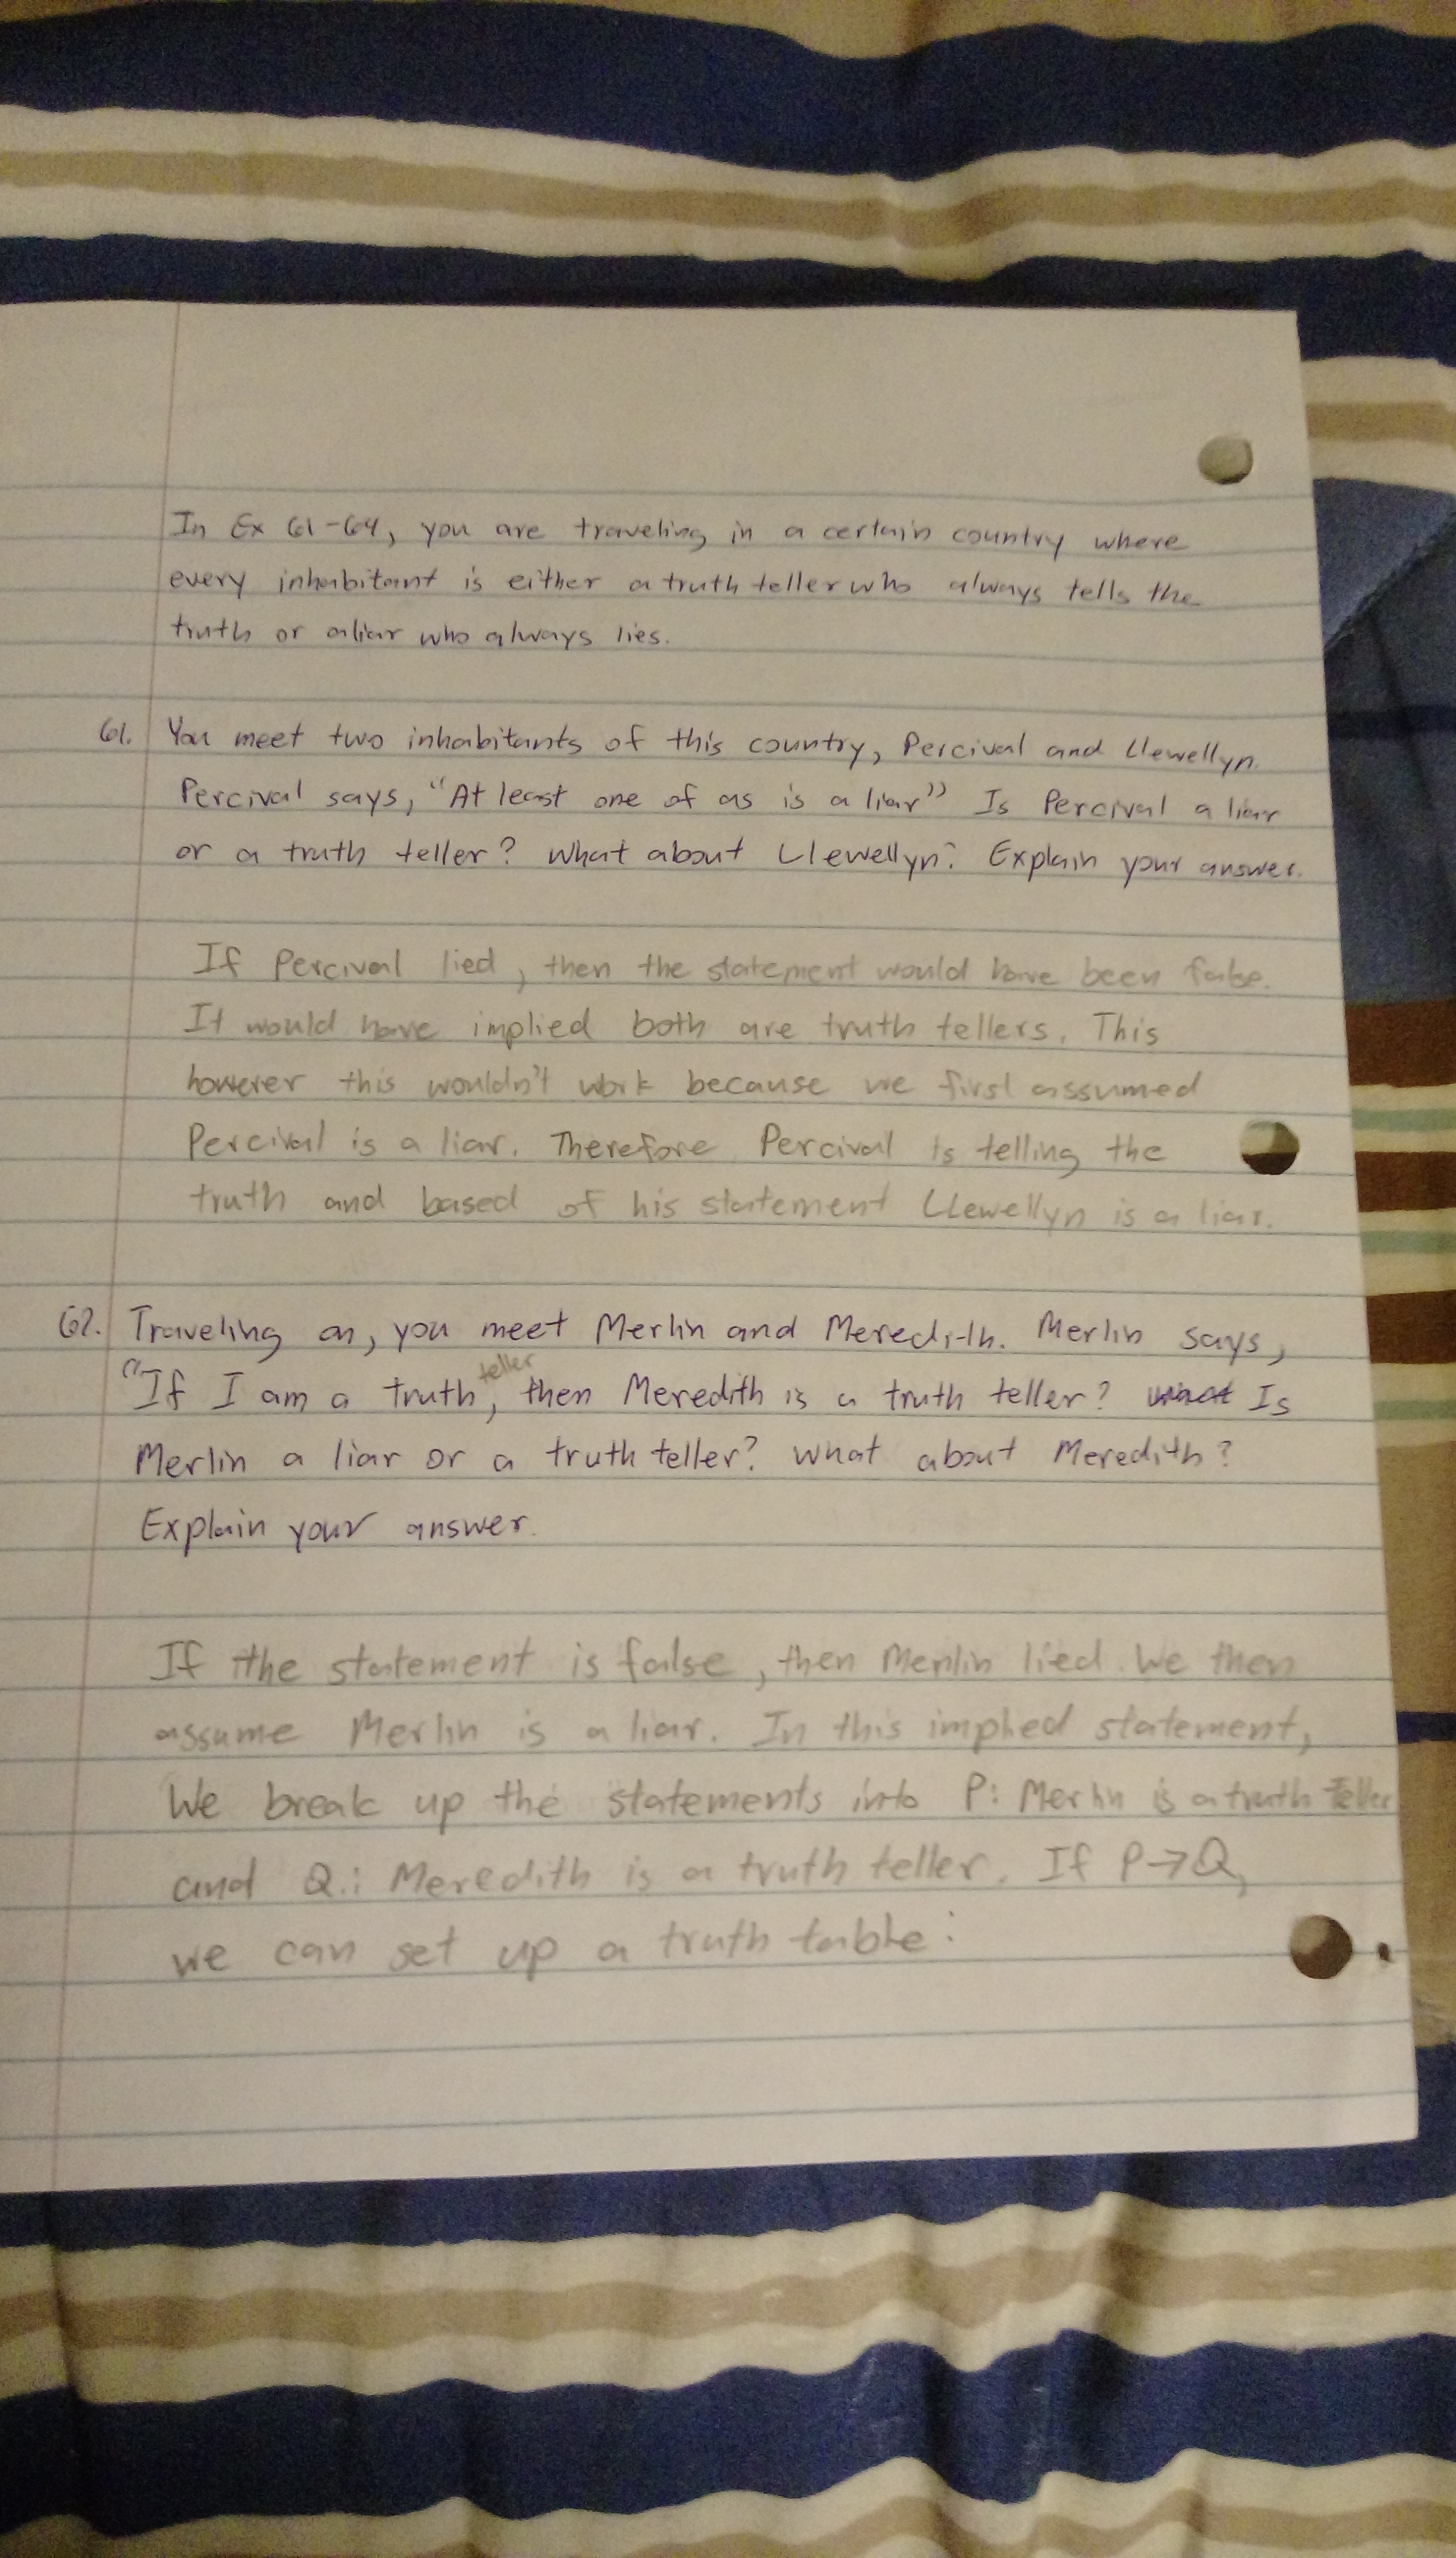 In Ex 61-64, you are traveling in a certain country where
every inhabitant is either a truth teller who always tells the
truth or a liar who always lies.
61. You meet two inhabitants of this country, Percival and Llewellyn.
Percival says, "At least one of as is a liar" Is Percival a liar
or a truth teller? What about Llewellyn? Explain your answer.
If Percival lied, then the statement would have been false.
It would have implied both are truth tellers. This
however this wouldn't work because we first assumed
Percival is a liar. Therefore Percival is telling the
truth and based of his statement Llewellyn is a liar.
62. Traveling on, you meet Merlin and Meredith. Merlin says,
"If I am a truth teller, then Meredith is a truth teller? Is
Merlin a liar or a truth teller? What about Meredith?
Explain your answer.
If the statement is false, then Merlin lied. We then
assume Merlin is a liar. In this implied statement,
We break up the statements into P: Merlin is a truth teller
and Q.: Meredith is a truth teller. If P→Q,
we can set up a truth table: